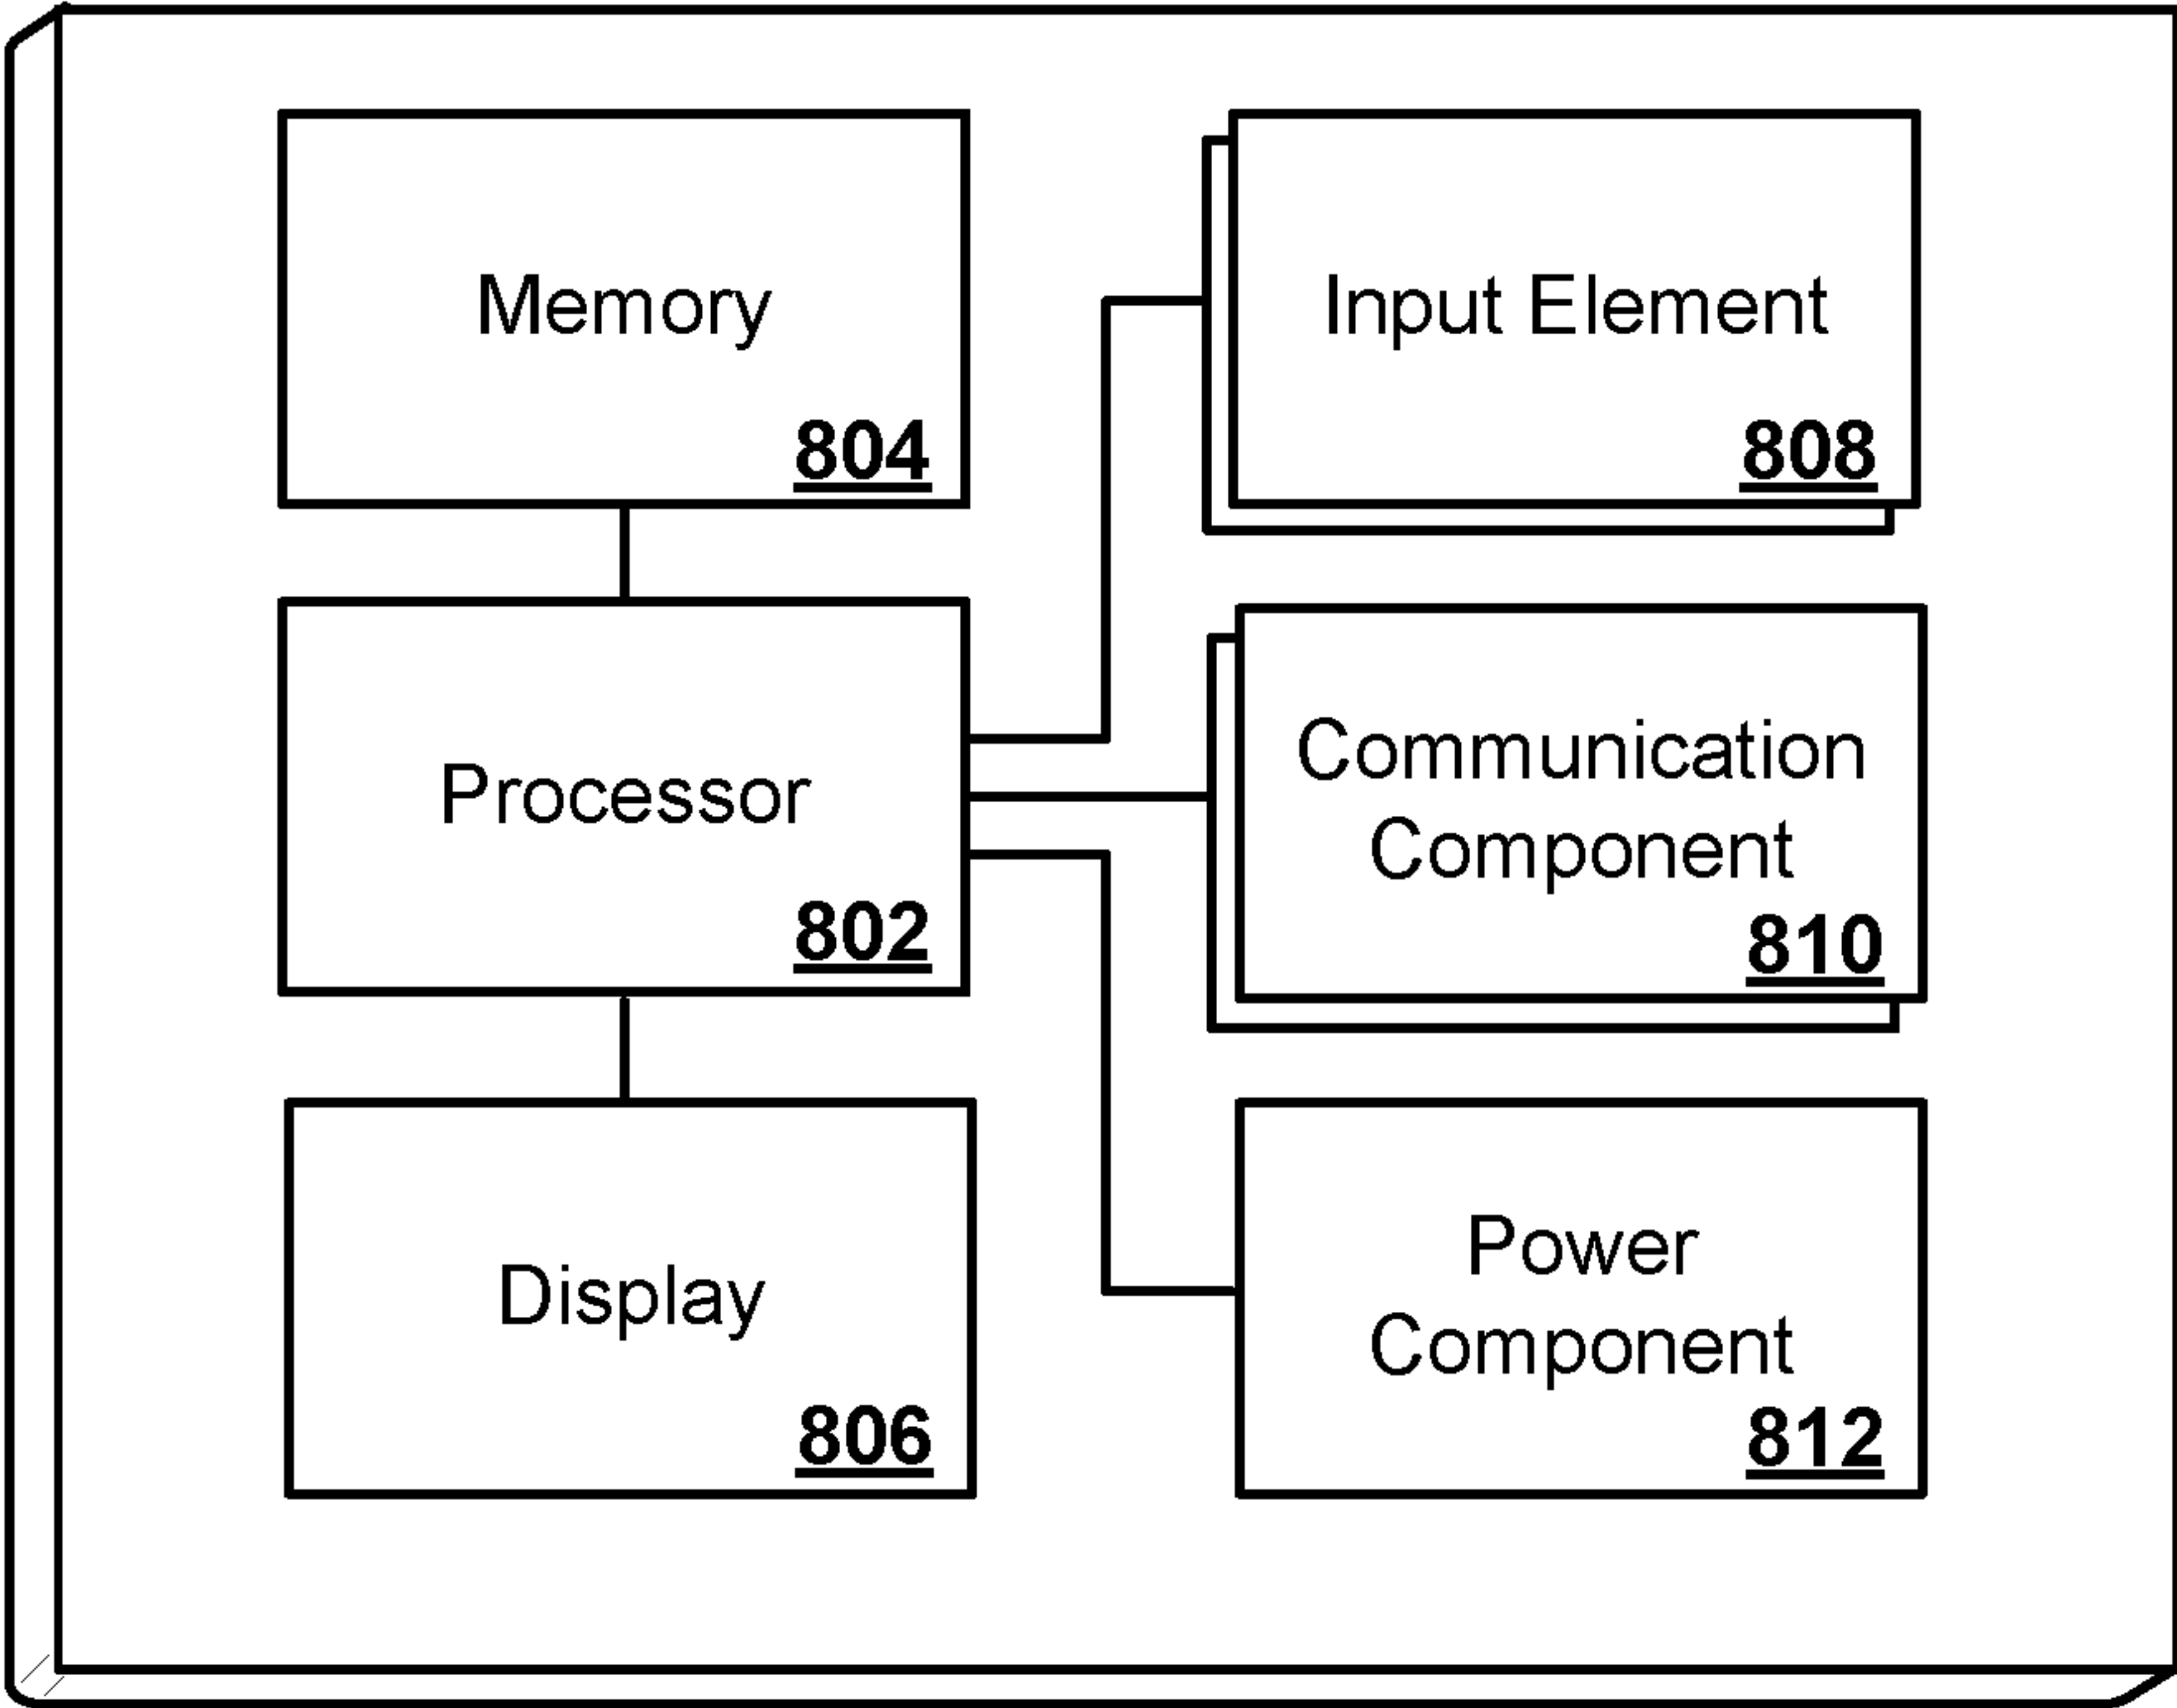 Memory
804
Input Element
808
Processor
802
Communication
Component
810
Display
806
Power
Component
812